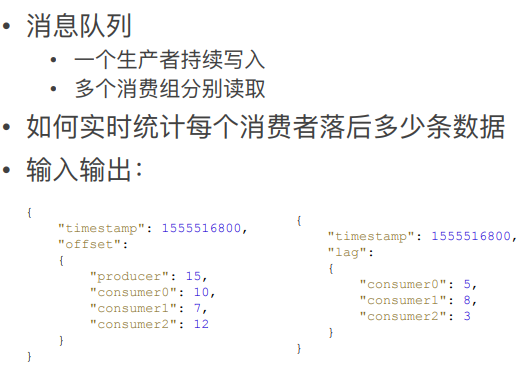 • 消息队列
• 一个生产者持续写入
• 多个消费组分别读取
• 如何实时统计每个消费者落后多少条数据
• 输入输出：
{
"timestamp": 1555516800,
"offset":
{
"producer": 15,
"consumer0": 10,
"consumer1": 7,
"consumer2": 12
}
}
{
"timestamp": 1555516800,
"lag":
{
"consumer0": 5,
"consumer1": 8,
"consumer2": 3
}
}